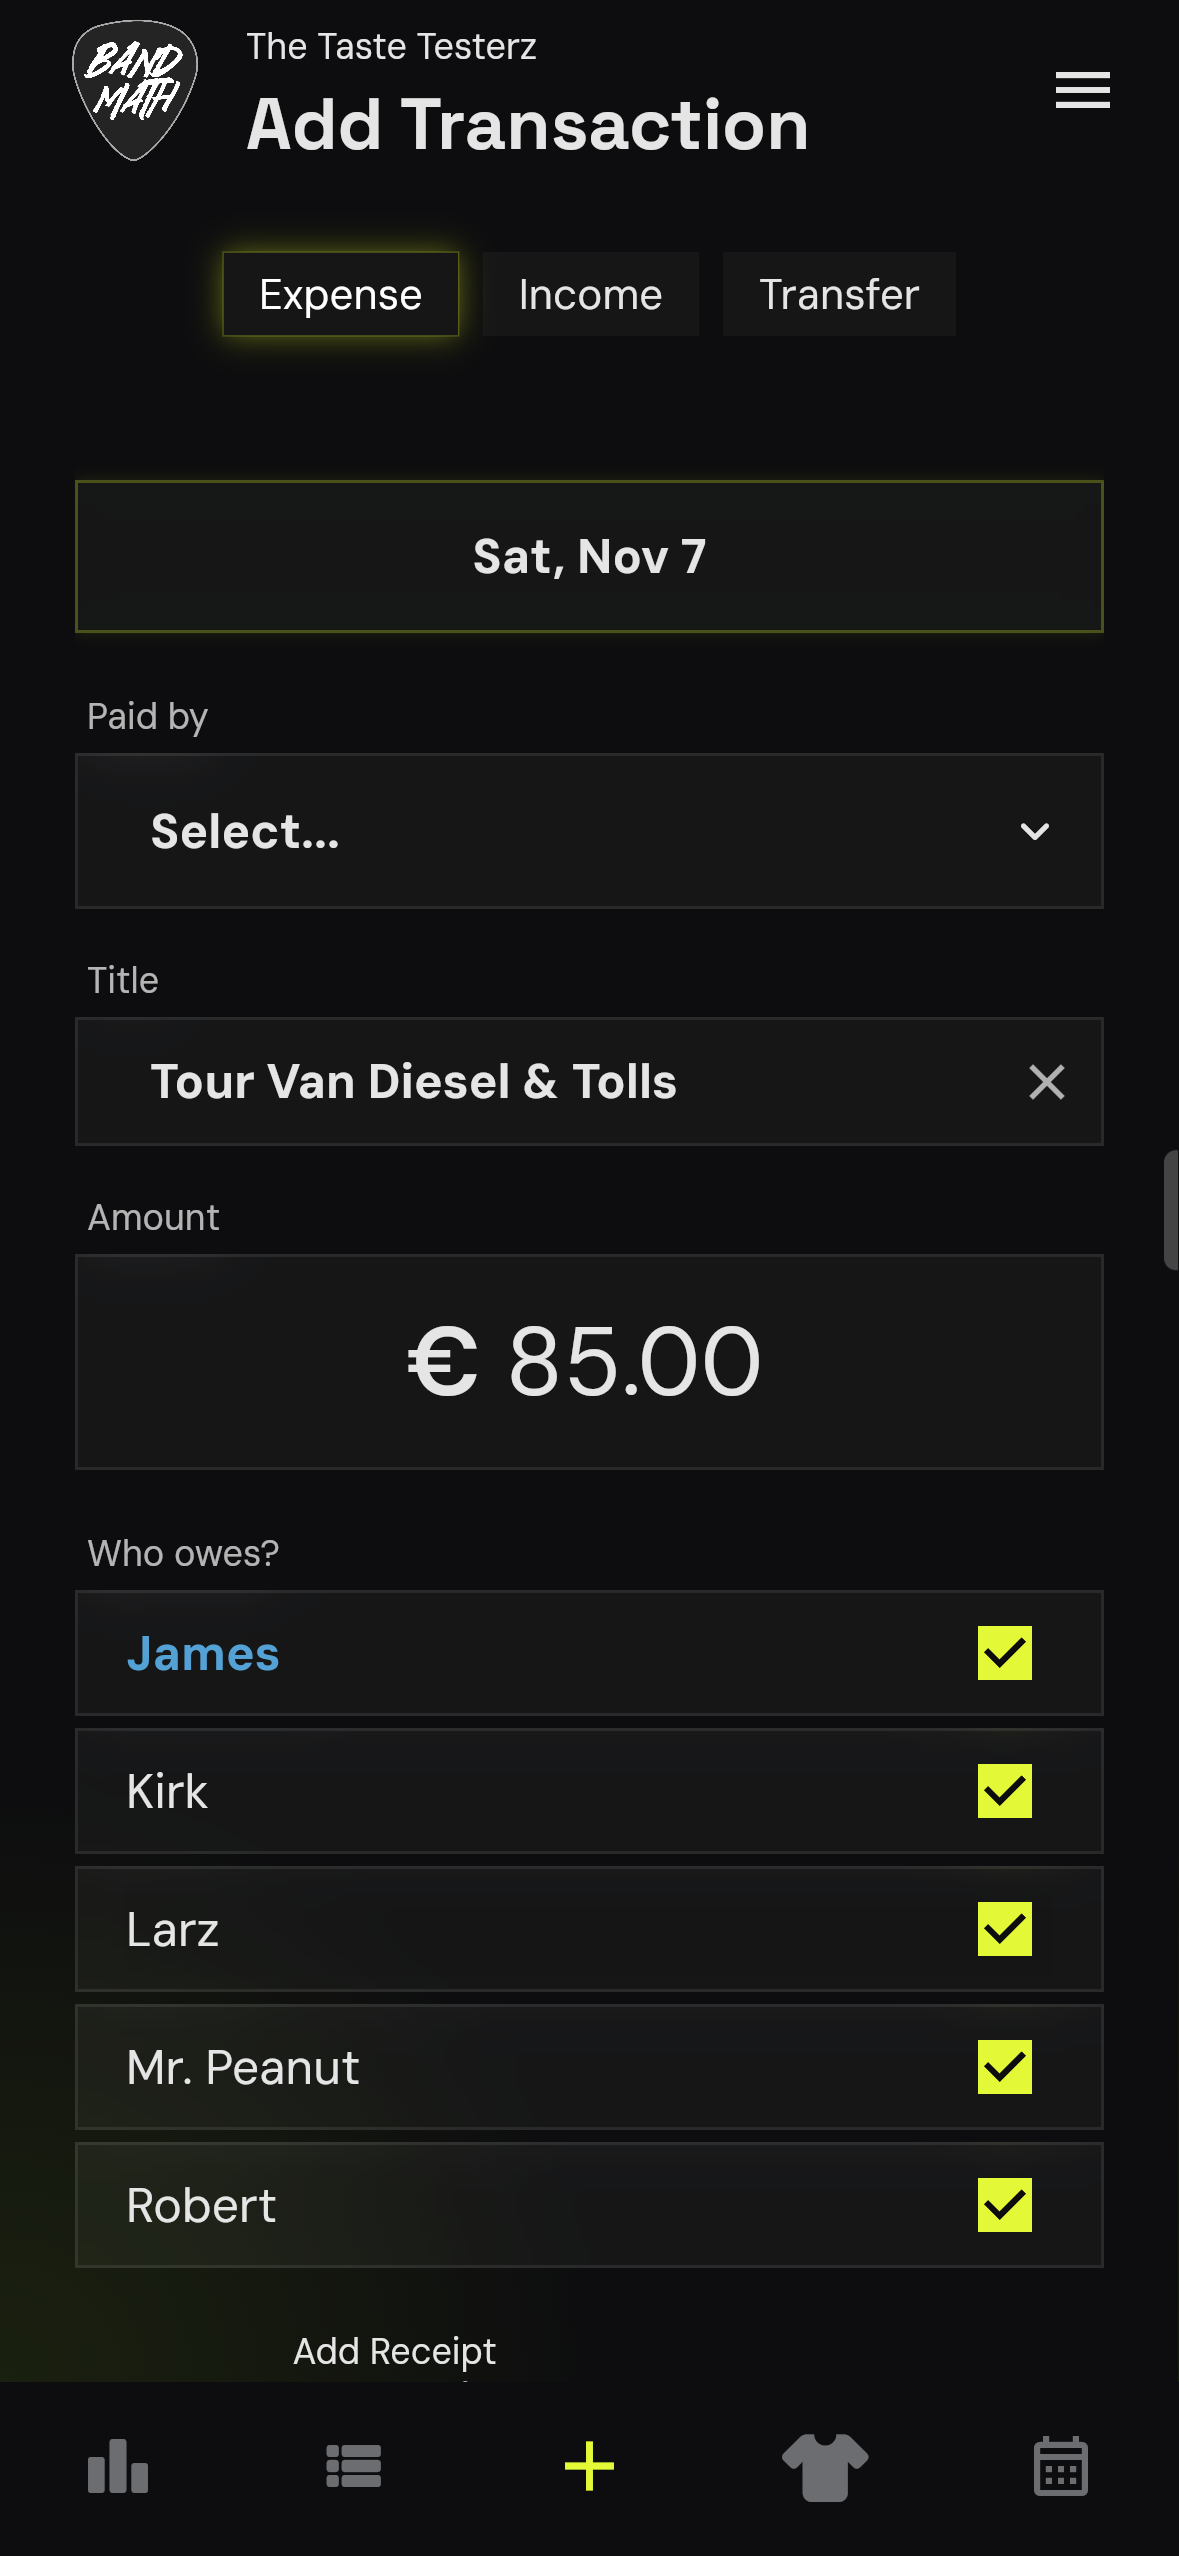 BAND
MATH
The Taste Testerz
Add Transaction
Expense
Income
Transfer
Sat, Nov 7
Paid by
Select...
Title
Tour Van Diesel & Tolls
Amount
€ 85.00
Who owes?
James
Kirk
Larz
Mr. Peanut
Robert
Add Receipt